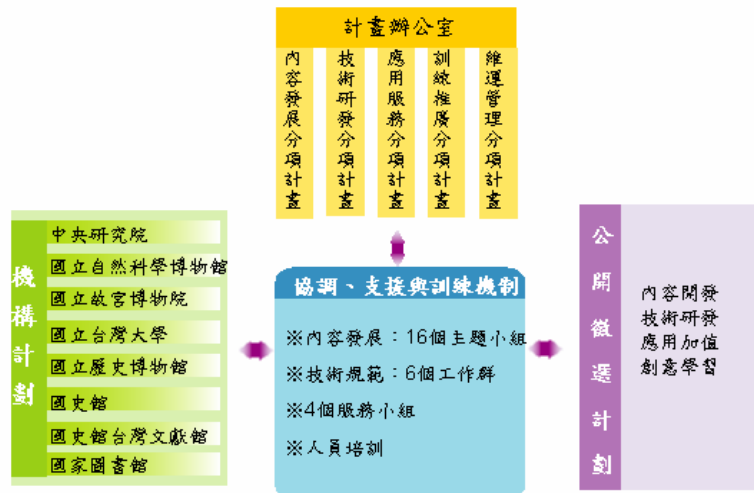 計畫辦公室
內容發展分項計畫
技術研發分項計畫
應用服務分項計畫
訓練推廣分項計畫
維運管理分項計畫
機構計劃
中央研究院
國立自然科學博物館
國立故宮博物院
國立台灣大學
國立歷史博物館
國史館
國史館台灣文獻館
國家圖書館
協調、支援與訓練機制
※內容發展：16個主題小組
※技術規範：6個工作群
※4個服務小組
※人員培訓
公開徵選計劃
內容開發
技術研發
應用加值
創意學習